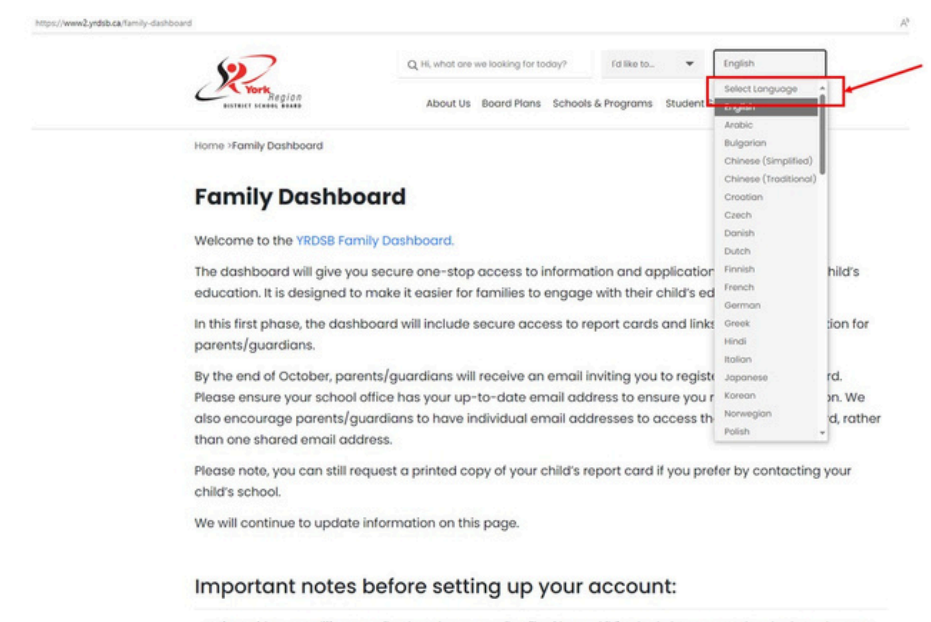 https://www2.yrdsb.ca/family-dashboard
A
York
Region
DISTRICT SCHOOL BOARD
Hi, what are we looking for today?
I'd like to...
English
Select Language
English
Arabic
Bulgarian
Chinese (Simplified)
Chinese (Traditional)
Croatian
Czech
Danish
Dutch
Finnish
French
German
Greek
Hindi
Italian
Japanese
Korean
Norwegian
Polish
About Us Board Plans Schools & Programs Student
Home >Family Dashboard
Family Dashboard
Welcome to the YRDSB Family Dashboard.
The dashboard will give you secure one-stop access to information and application hild's
education. It is designed to make it easier for families to engage with their child's ed
In this first phase, the dashboard will include secure access to report cards and links tion for
parents/guardians.
By the end of October, parents/guardians will receive an email inviting you to registe rd.
Please ensure your school office has your up-to-date email address to ensure you r on. We
also encourage parents/guardians to have individual email addresses to access th d, rather
than one shared email address.
Please note, you can still request a printed copy of your child's report card if you prefer by contacting your
child's school.
We will continue to update information on this page.
Important notes before setting up your account: